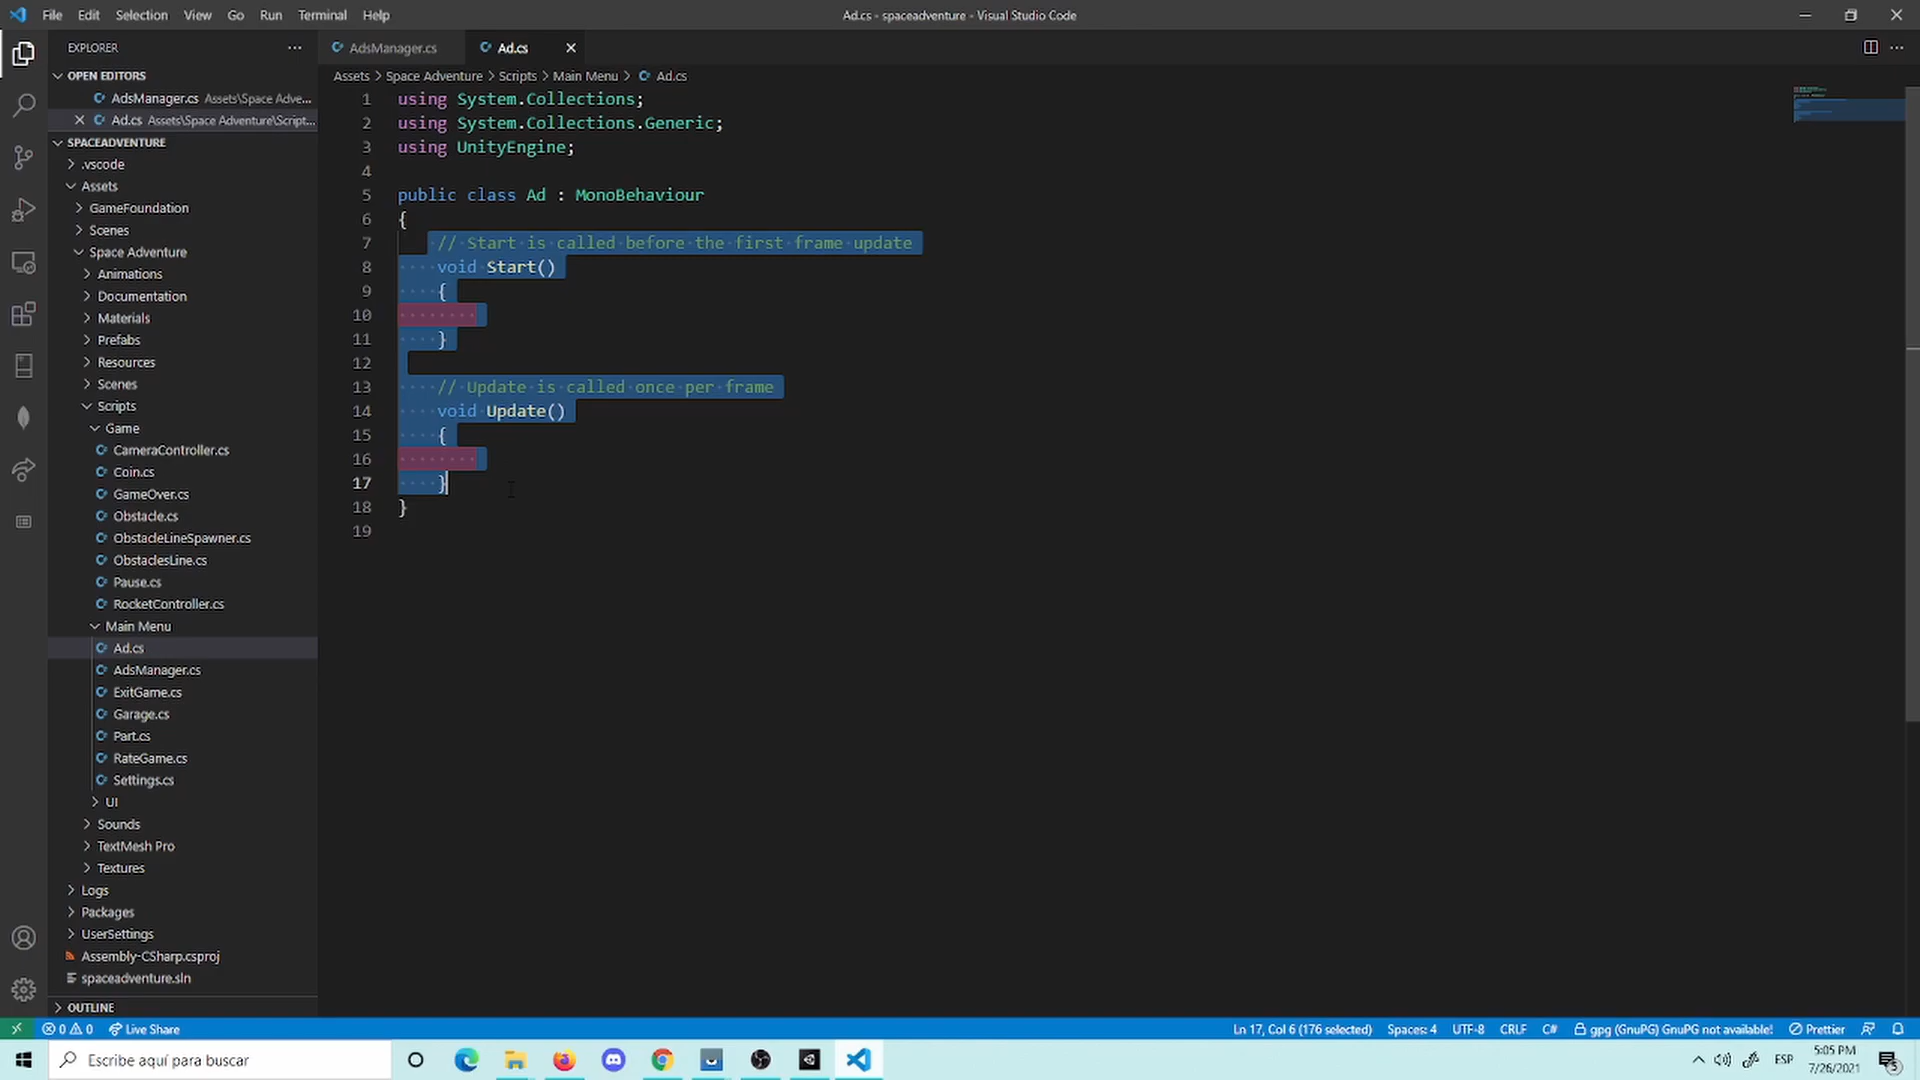 File Edit Selection View Go Run Terminal Help
Ad.cs - spaceadventure - Visual Studio Code
EXPLORER
OPEN EDITORS
AdsManager.cs Assets\Space Adve...
Ad.cs Assets\Space Adventure\Script...
SPACEADVENTURE
.vscode
Assets
GameFoundation
Scenes
Space Adventure
Animations
Documentation
Materials
Prefabs
Resources
Scenes
Scripts
Game
CameraController.cs
Coin.cs
GameOver.cs
Obstacle.cs
ObstacleLineSpawner.cs
ObstaclesLine.cs
Pause.cs
RocketController.cs
Main Menu
Ad.cs
AdsManager.cs
ExitGame.cs
Garage.cs
Part.cs
RateGame.cs
Settings.cs
UI
Sounds
TextMesh Pro
Textures
Logs
Packages
UserSettings
Assembly-CSharp.csproj
spaceadventure.sln
OUTLINE
AdsManager.cs Ad.cs
Assets > Space Adventure > Scripts > Main Menu > Ad.cs
1 using System.Collections;
2 using System.Collections.Generic;
3 using UnityEngine;
4
5 public class Ad : MonoBehaviour
6 {
7 // Start is called before the first frame update
8 void Start()
9 {
10
11 }
12
13 // Update is called once per frame
14 void Update()
15 {
16
17 }
18 }
19
0 0 Live Share
Ln 17, Col 6 (176 selected) Spaces: 4 UTF-8 CRLF C# gpg (GnuPG) GnuPG not available! Prettier
Escribe aquí para buscar
ESP
5:05 PM
7/26/2021
5